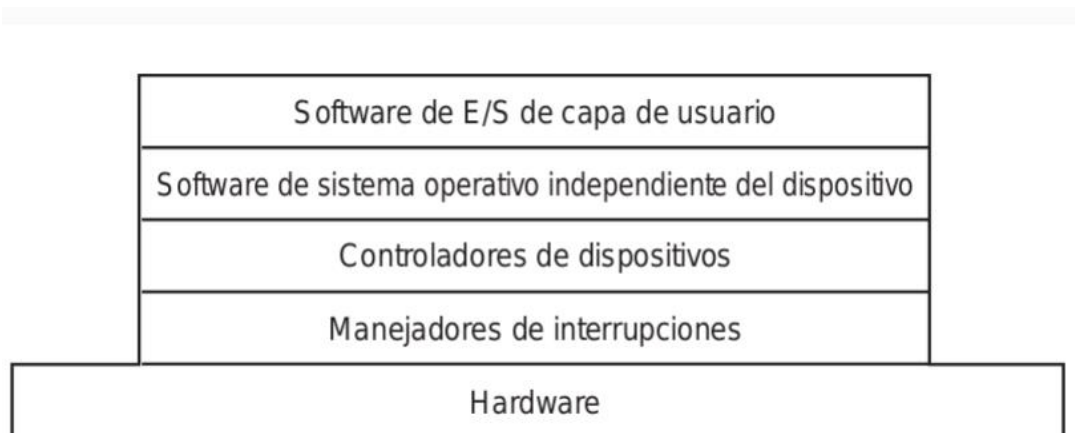 Software de E/S de capa de usuario
Software de sistema operativo independiente del dispositivo
Controladores de dispositivos
Manejadores de interrupciones
Hardware